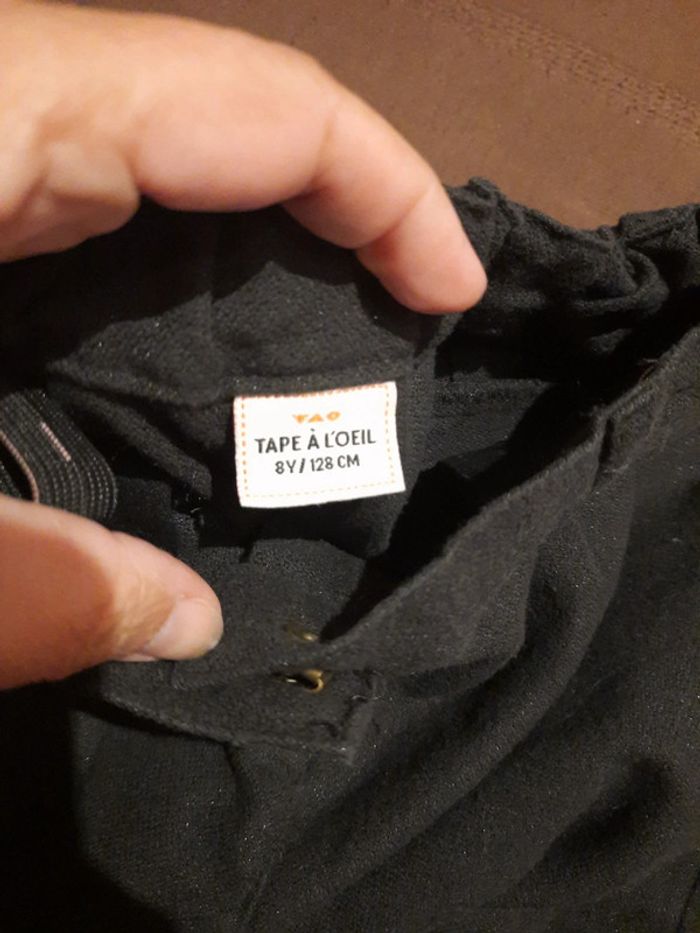 TAO
TAPE À L'OEIL
8Y/128 CM